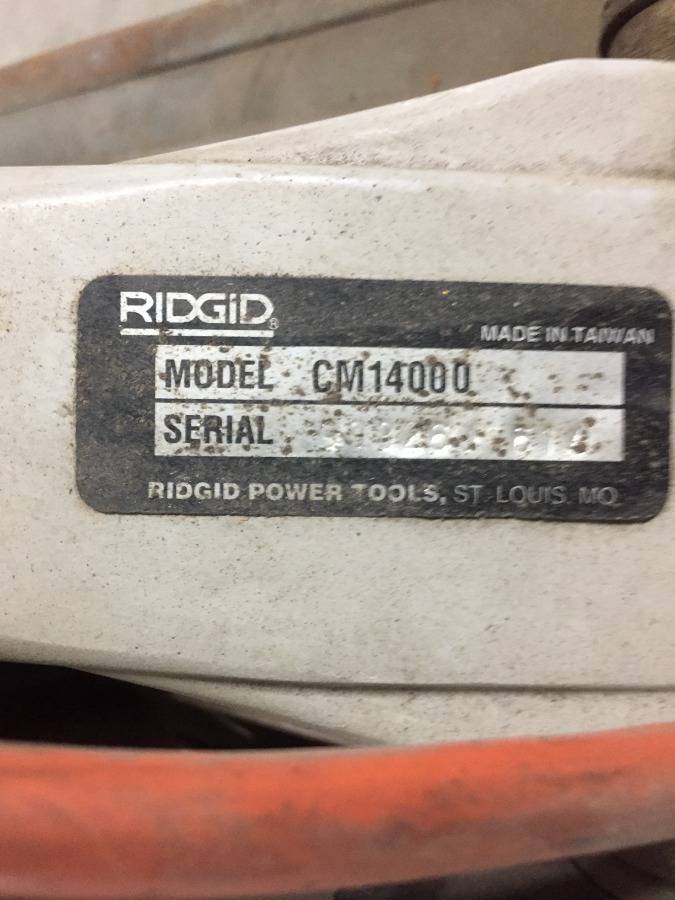 RIDGID®
MADE IN TAIWAN
MODEL CM14000
SERIAL
RIDGID POWER TOOLS, ST. LOUIS, MO.